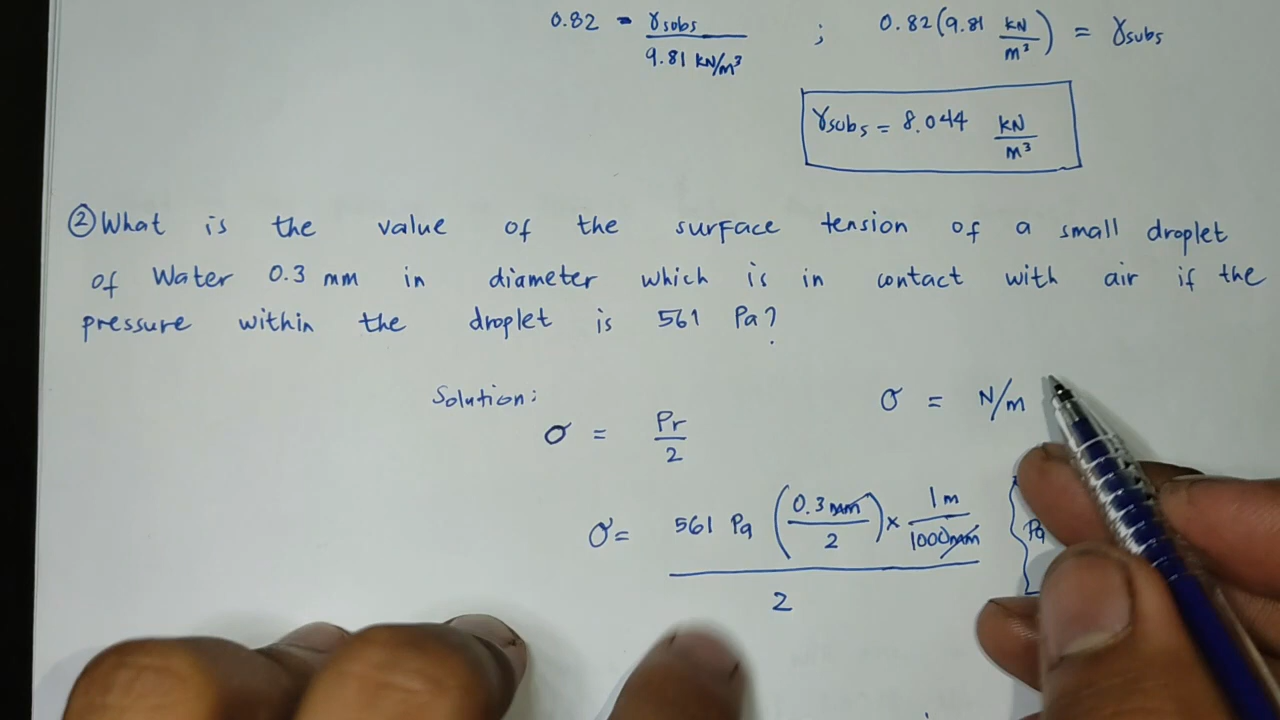 0.82 = γsubs / 9.81 KN/m³ ; 0.82 (9.81 KN/m³) = γsubs
γsubs = 8.044 KN/m³
② What is the value of the surface tension of a small droplet
of Water 0.3 mm in diameter which is in contact with air if the
pressure within the droplet is 561 Pa?
Solution:
σ = Pr/2
σ = N/m
σ = 561 Pa (0.3 mm / 2) × 1m / 1000mm / 2 { Pa